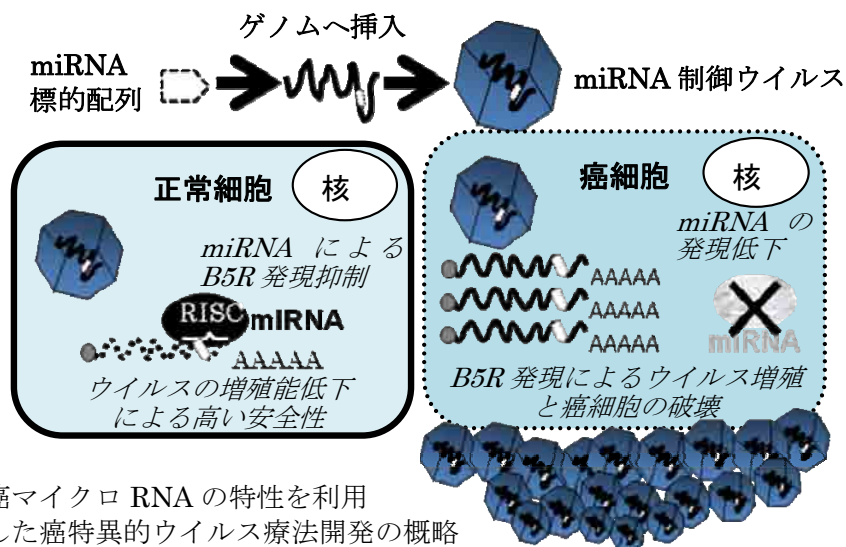 ゲノムへ挿入
miRNA
標的配列
miRNA 制御ウイルス
正常細胞
核
miRNA による
B5R 発現抑制
RISC
miRNA
AAAAA
ウイルスの増殖能低下
による高い安全性
癌細胞
核
miRNA の
発現低下
AAAAA
AAAAA
AAAAA
miRNA
B5R 発現によるウイルス増殖
と癌細胞の破壊
癌マイクロ RNA の特性を利用
した癌特異的ウイルス療法開発の概略